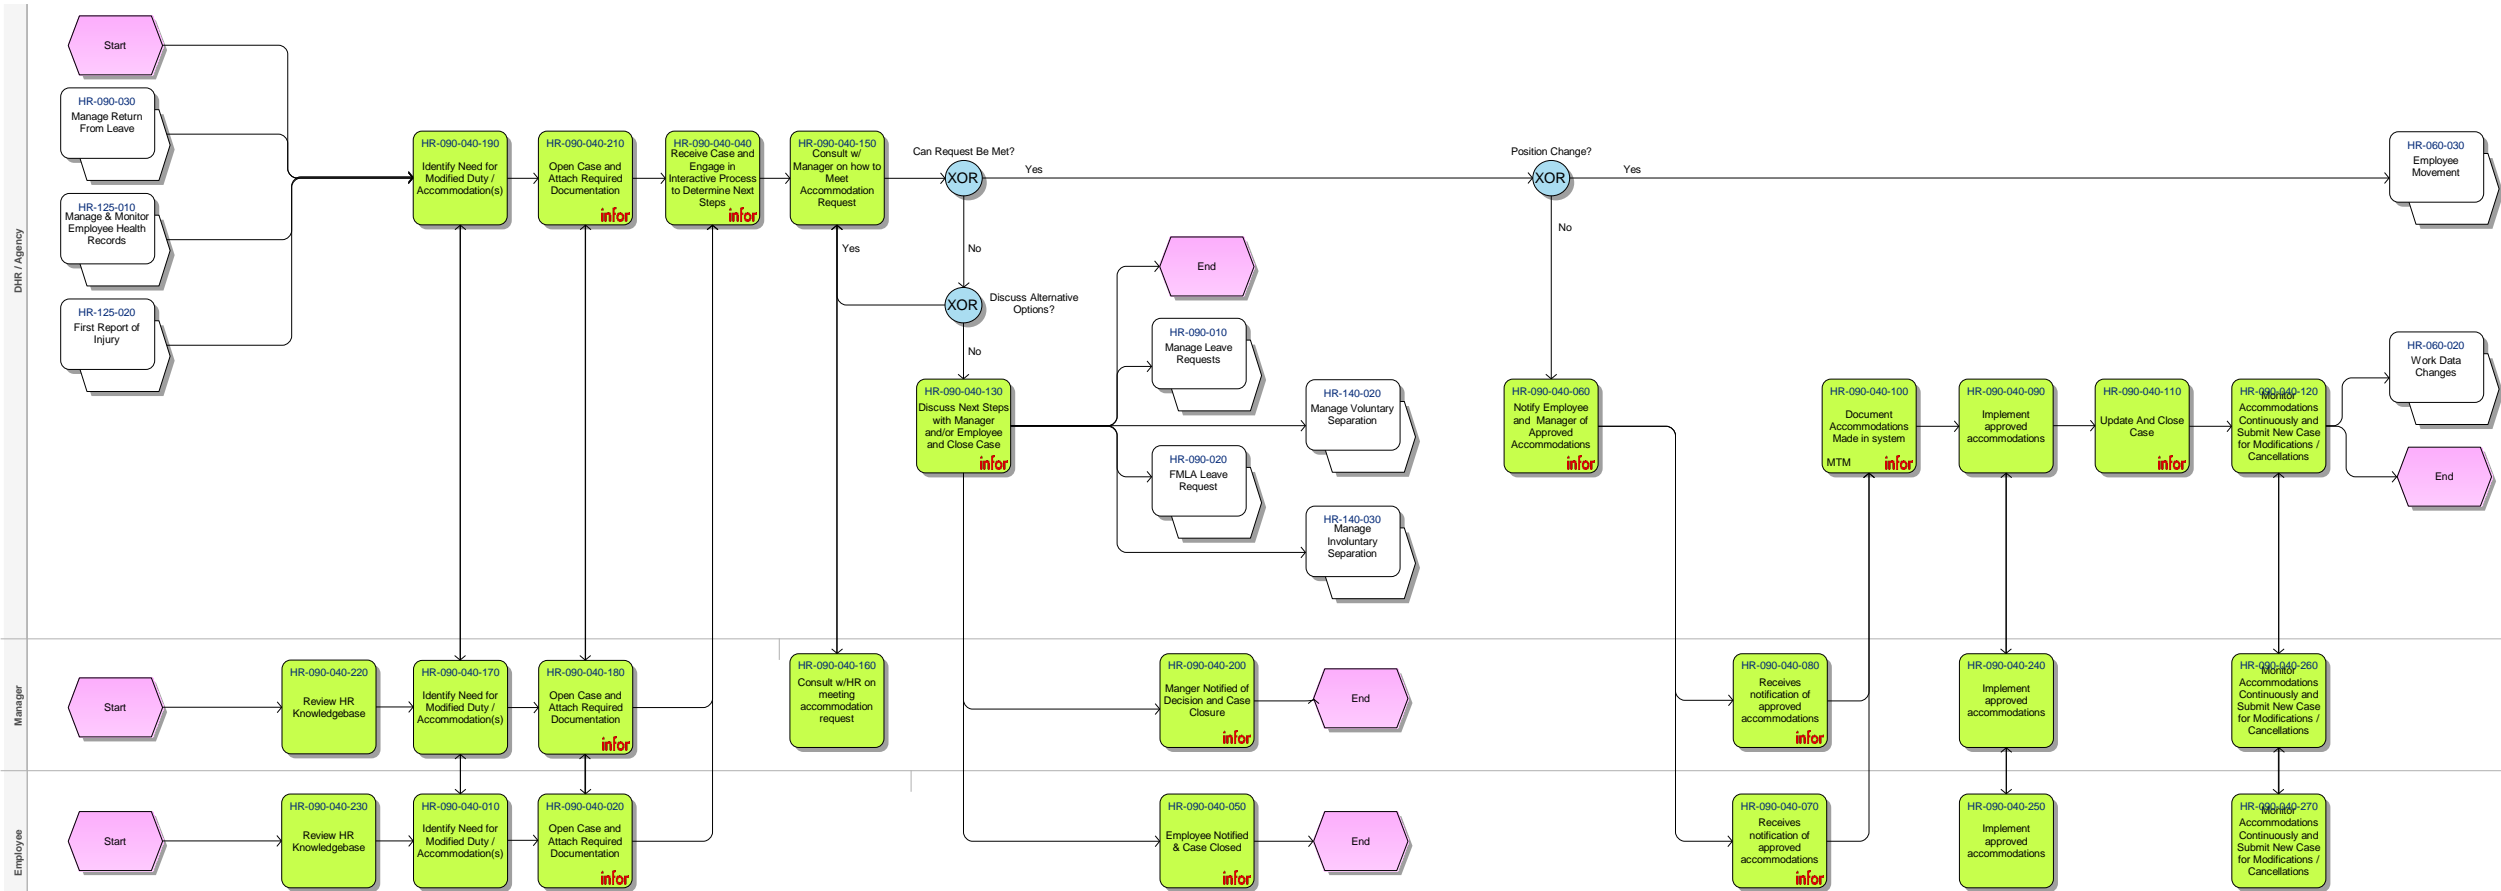 DHR / Agency
Start
HR-090-030
Manage Return
From Leave
HR-125-010
Manage & Monitor
Employee Health
Records
HR-125-020
First Report of
Injury
HR-090-040-190
Identify Need for
Modified Duty /
Accommodation(s)
HR-090-040-210
Open Case and
Attach Required
Documentation
infor
HR-090-040-040
Receive Case and
Engage in
Interactive Process
to Determine Next
Steps
infor
HR-090-040-150
Consult w/
Manager on how to
Meet
Accommodation
Request
Can Request Be Met?
XOR
Yes
No
Yes
XOR
Discuss Alternative
Options?
No
HR-090-040-130
Discuss Next Steps
with Manager
and/or Employee
and Close Case
infor
End
HR-090-010
Manage Leave
Requests
HR-140-020
Manage Voluntary
Separation
HR-090-020
FMLA Leave
Request
HR-140-030
Manage
Involuntary
Separation
Position Change?
XOR
Yes
No
HR-060-030
Employee
Movement
HR-090-040-060
Notify Employee
and Manager of
Approved
Accommodations
infor
HR-090-040-100
Document
Accommodations
Made in system
MTM
infor
HR-090-040-090
Implement
approved
accommodations
HR-090-040-110
Update And Close
Case
infor
HR-090-040-120
Monitor
Accommodations
Continuously and
Submit New Case
for Modifications /
Cancellations
HR-060-020
Work Data
Changes
End
Manager
Start
HR-090-040-220
Review HR
Knowledgebase
HR-090-040-170
Identify Need for
Modified Duty /
Accommodation(s)
HR-090-040-180
Open Case and
Attach Required
Documentation
infor
HR-090-040-160
Consult w/HR on
meeting
accommodation
request
HR-090-040-200
Manger Notified of
Decision and Case
Closure
infor
End
HR-090-040-080
Receives
notification of
approved
accommodations
infor
HR-090-040-240
Implement
approved
accommodations
HR-090-040-260
Monitor
Accommodations
Continuously and
Submit New Case
for Modifications /
Cancellations
Employee
Start
HR-090-040-230
Review HR
Knowledgebase
HR-090-040-010
Identify Need for
Modified Duty /
Accommodation(s)
HR-090-040-020
Open Case and
Attach Required
Documentation
infor
HR-090-040-050
Employee Notified
& Case Closed
infor
End
HR-090-040-070
Receives
notification of
approved
accommodations
infor
HR-090-040-250
Implement
approved
accommodations
HR-090-040-270
Monitor
Accommodations
Continuously and
Submit New Case
for Modifications /
Cancellations